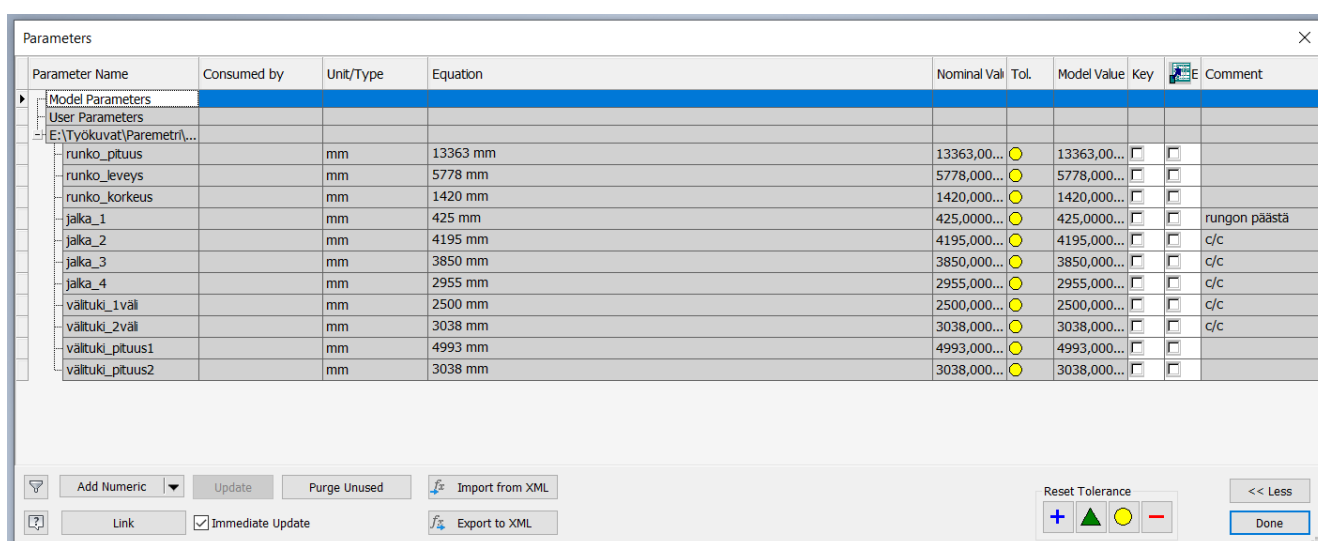 Parameters
Parameter Name Consumed by Unit/Type Equation Nominal Val Tol. Model Value Key E Comment
Model Parameters
User Parameters
E:\Työkuvat\Paremetri\...
runko_pituus mm 13363 mm 13363,00... 13363,00...
runko_leveys mm 5778 mm 5778,000... 5778,000...
runko_korkeus mm 1420 mm 1420,000... 1420,000...
jalka_1 mm 425 mm 425,0000... 425,0000... rungon päästä
jalka_2 mm 4195 mm 4195,000... 4195,000... c/c
jalka_3 mm 3850 mm 3850,000... 3850,000... c/c
jalka_4 mm 2955 mm 2955,000... 2955,000... c/c
välituki_1väli mm 2500 mm 2500,000... 2500,000... c/c
välituki_2väli mm 3038 mm 3038,000... 3038,000... c/c
välituki_pituus1 mm 4993 mm 4993,000... 4993,000...
välituki_pituus2 mm 3038 mm 3038,000... 3038,000...
Add Numeric Update Purge Unused fx Import from XML Reset Tolerance << Less
Link Immediate Update fx Export to XML Done